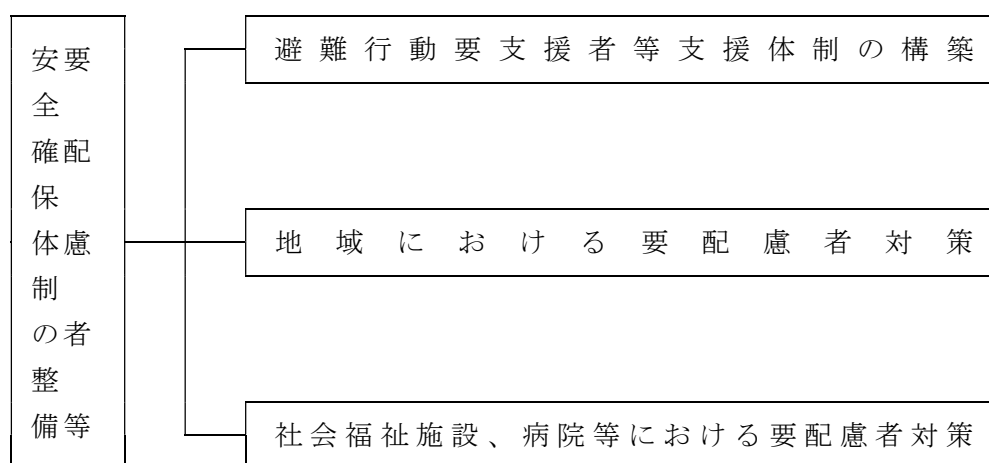 要配慮者等
安全確保体制の整備
避難行動要支援者等支援体制の構築
地域における要配慮者対策
社会福祉施設、病院等における要配慮者対策